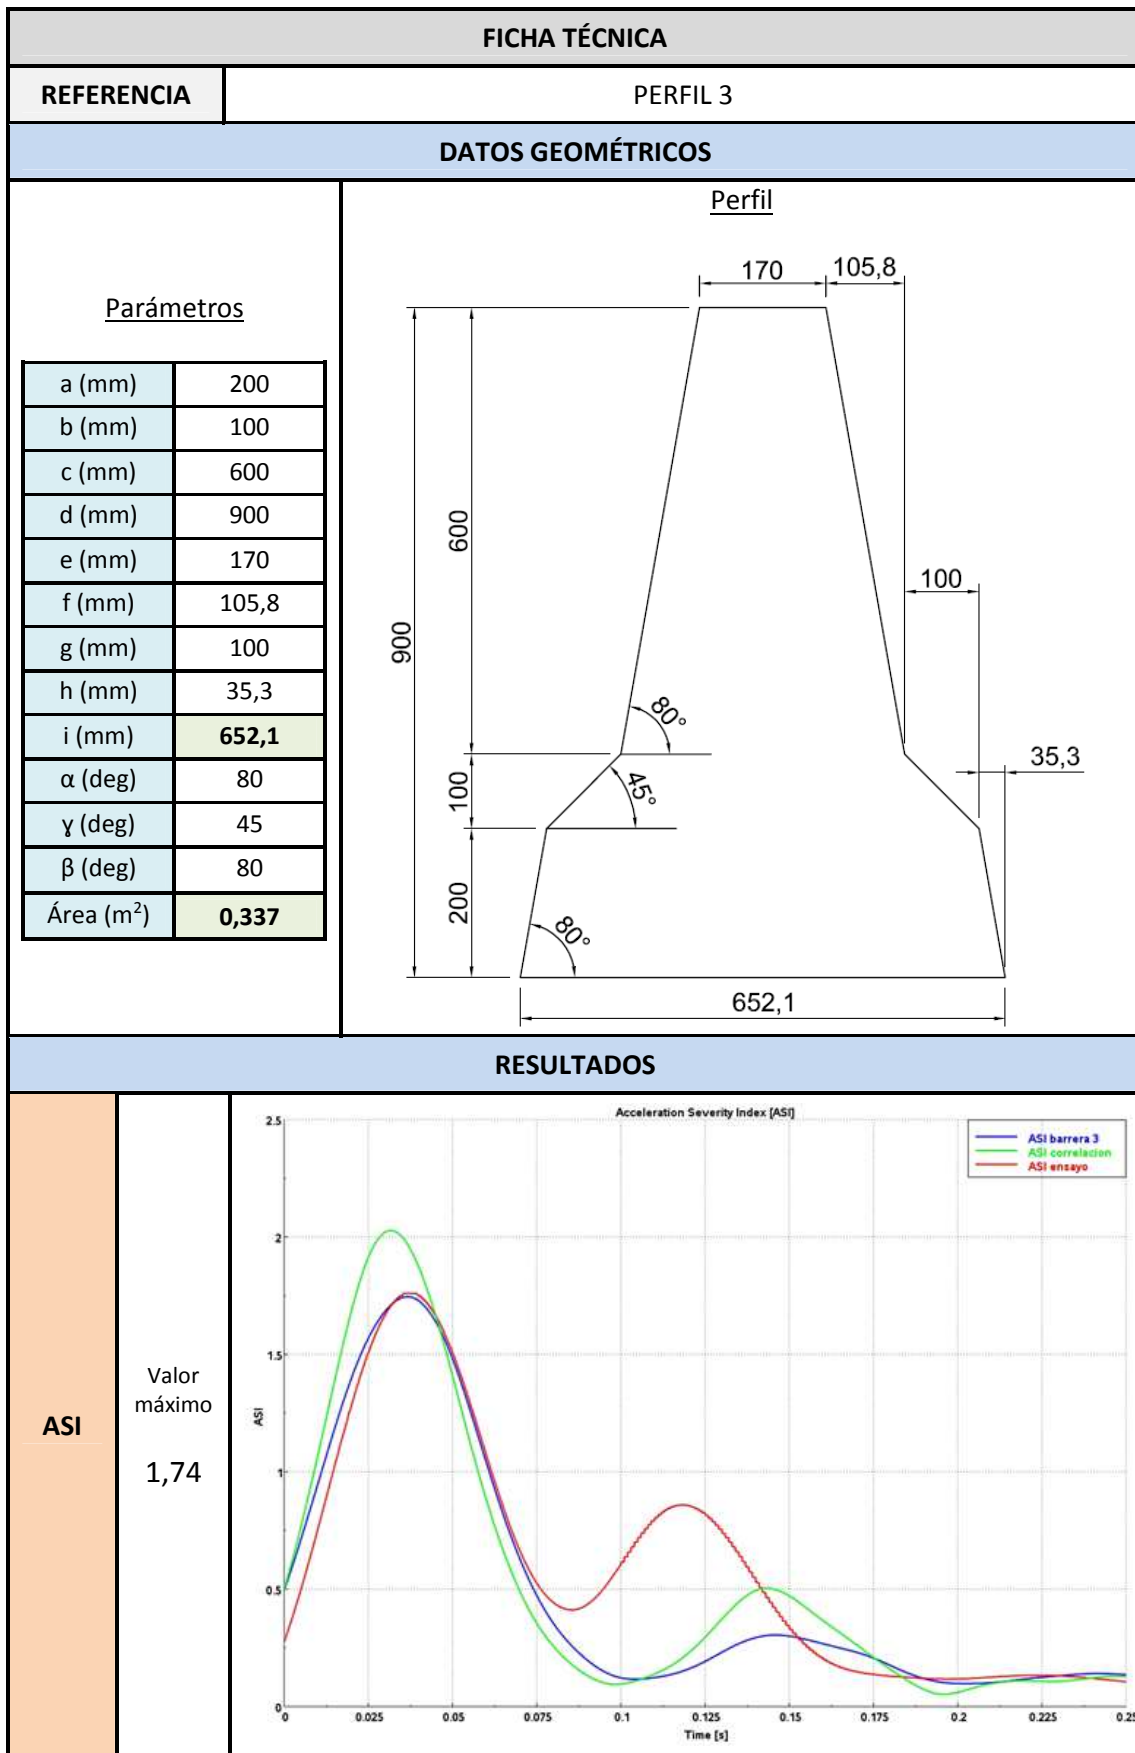 FICHA TÉCNICA
REFERENCIA PERFIL 3
DATOS GEOMÉTRICOS
Parámetros
a (mm) 200
b (mm) 100
c (mm) 600
d (mm) 900
e (mm) 170
f (mm) 105,8
g (mm) 100
h (mm) 35,3
i (mm) 652,1
α (deg) 80
ɣ (deg) 45
β (deg) 80
Área (m²) 0,337
Perfil
170 105,8
600
100
900
80°
35,3
100
45°
200
80°
652,1
RESULTADOS
ASI
Valor
máximo
1,74
Acceleration Severity Index [ASI]
ASI barrera 3
ASI correlacion
ASI ensayo
2.5
2
1.5
1
0.5
0
ASI
0 0.025 0.05 0.075 0.1 0.125 0.15 0.175 0.2 0.225 0.25
Time [s]